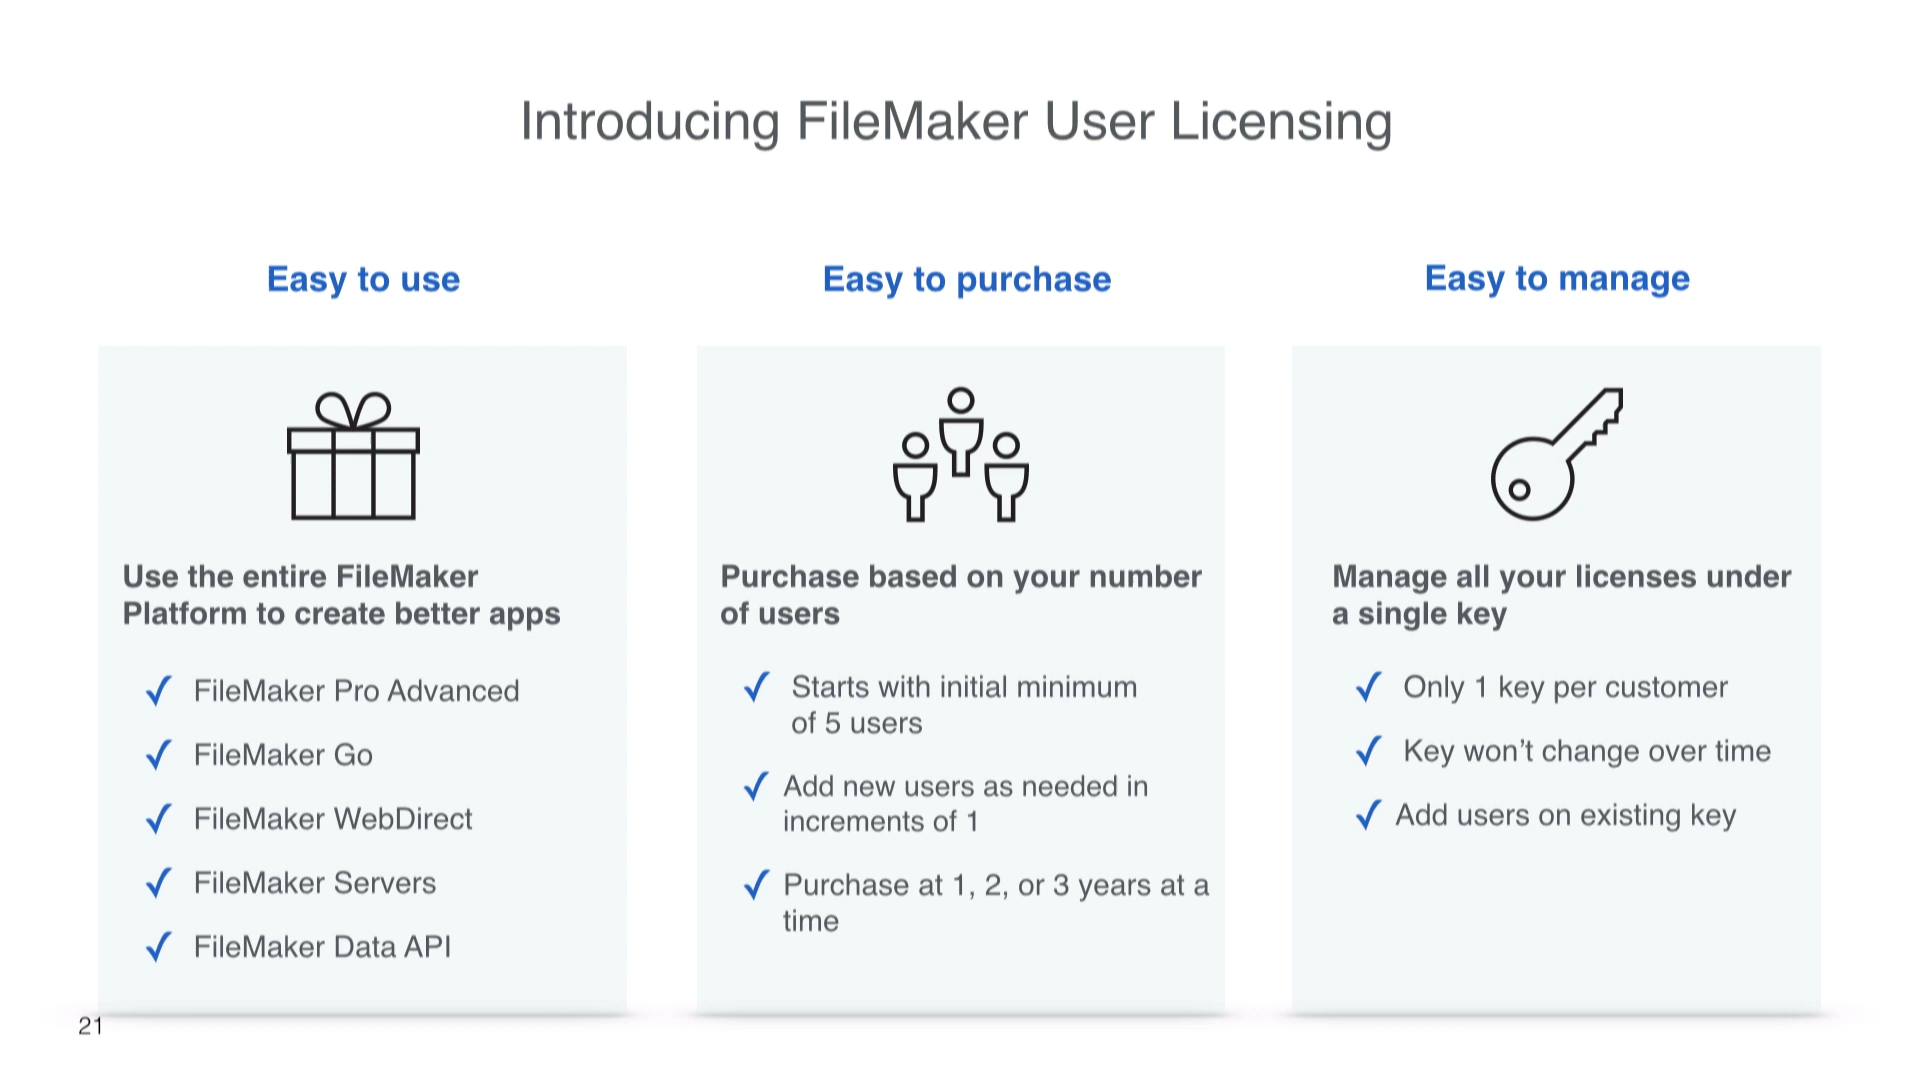 Introducing FileMaker User Licensing
Easy to use
Use the entire FileMaker
Platform to create better apps
✓ FileMaker Pro Advanced
✓ FileMaker Go
✓ FileMaker WebDirect
✓ FileMaker Servers
✓ FileMaker Data API
Easy to purchase
Purchase based on your number
of users
✓ Starts with initial minimum
of 5 users
✓ Add new users as needed in
increments of 1
✓ Purchase at 1, 2, or 3 years at a
time
Easy to manage
Manage all your licenses under
a single key
✓ Only 1 key per customer
✓ Key won’t change over time
✓ Add users on existing key
21